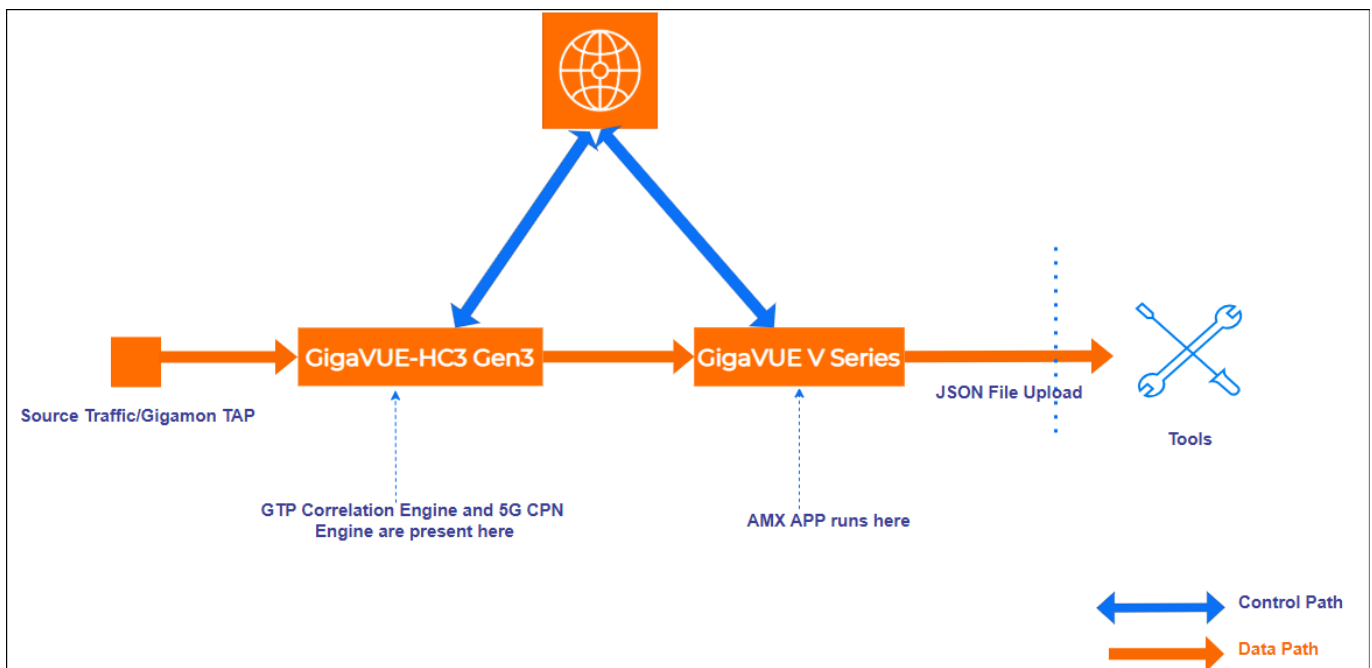 GigaVUE-HC3 Gen3
GigaVUE V Series
Source Traffic/Gigamon TAP
JSON File Upload
Tools
GTP Correlation Engine and 5G CPN
Engine are present here
AMX APP runs here
Control Path
Data Path